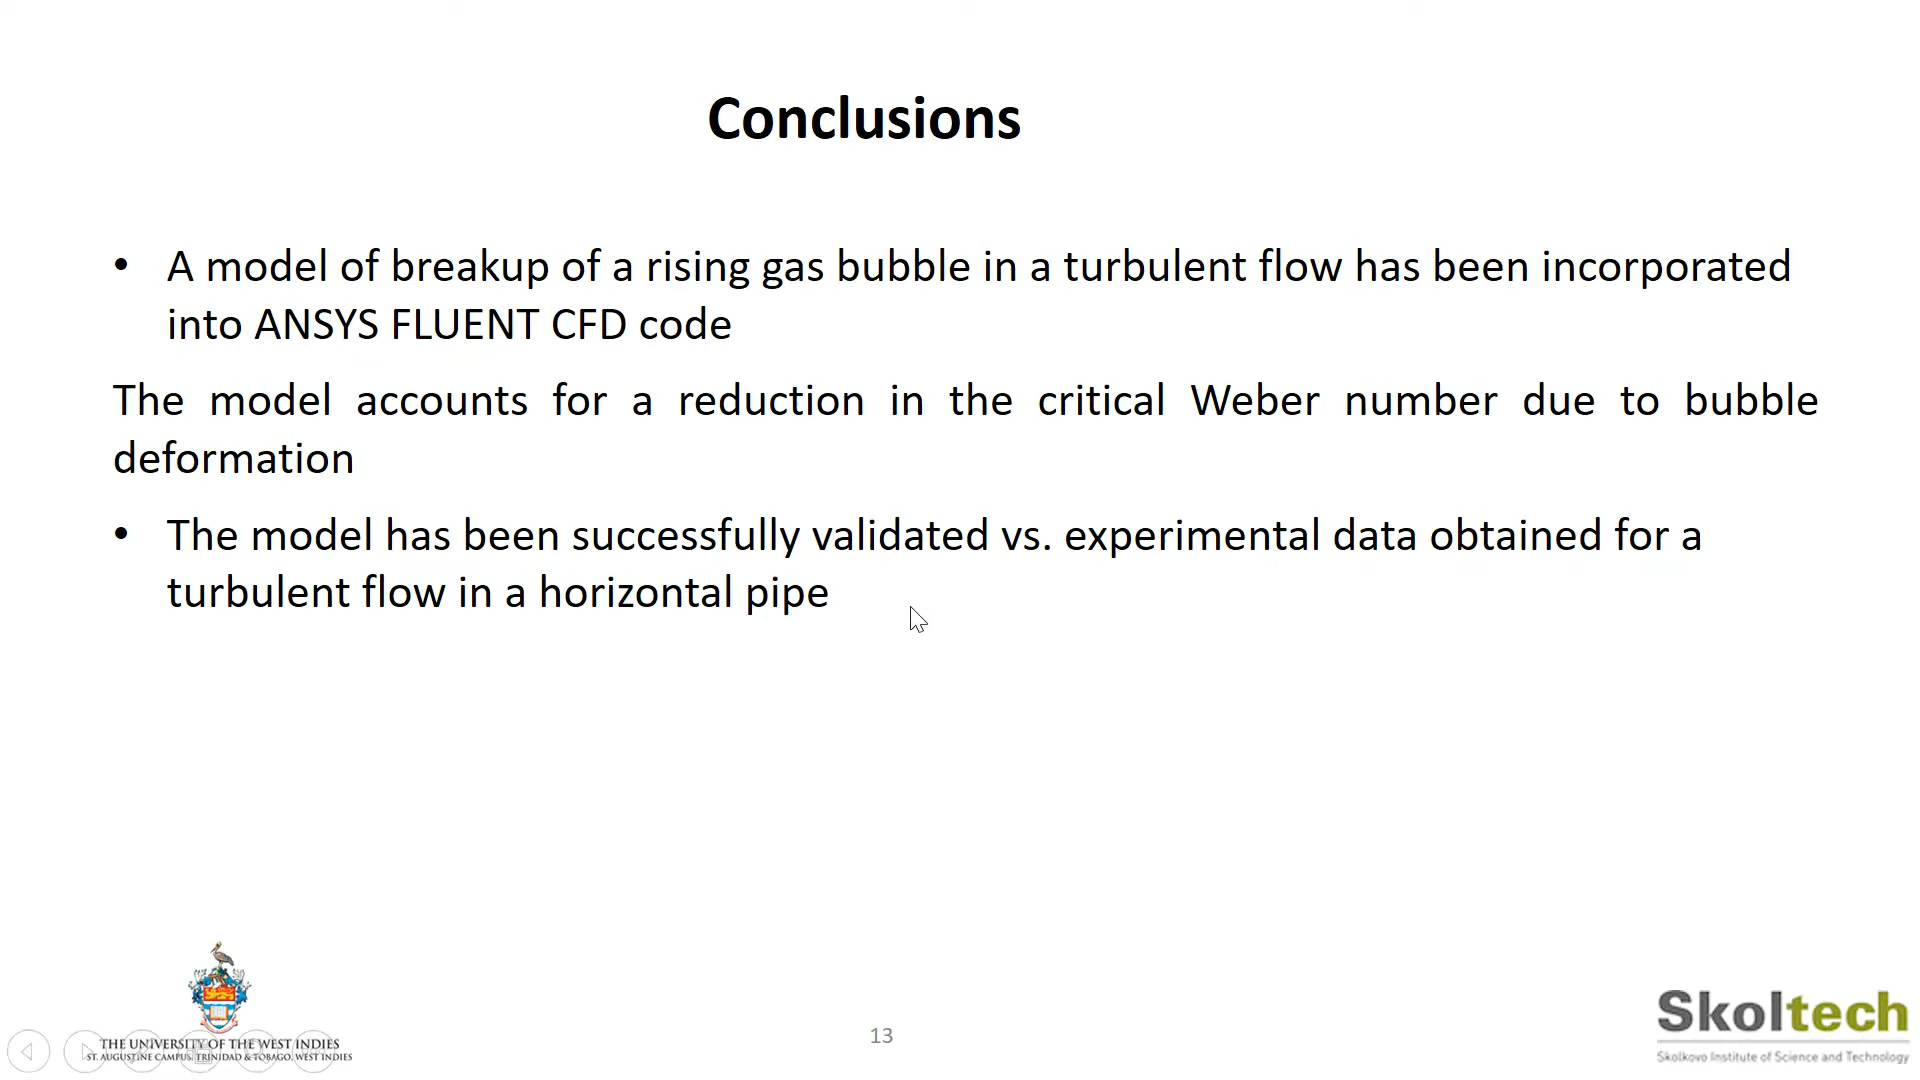 Conclusions
• A model of breakup of a rising gas bubble in a turbulent flow has been incorporated
into ANSYS FLUENT CFD code
The model accounts for a reduction in the critical Weber number due to bubble
deformation
• The model has been successfully validated vs. experimental data obtained for a
turbulent flow in a horizontal pipe
THE UNIVERSITY OF THE WEST INDIES
ST. AUGUSTINE CAMPUS, TRINIDAD & TOBAGO, WEST INDIES
13
Skoltech
Skolkovo Institute of Science and Technology